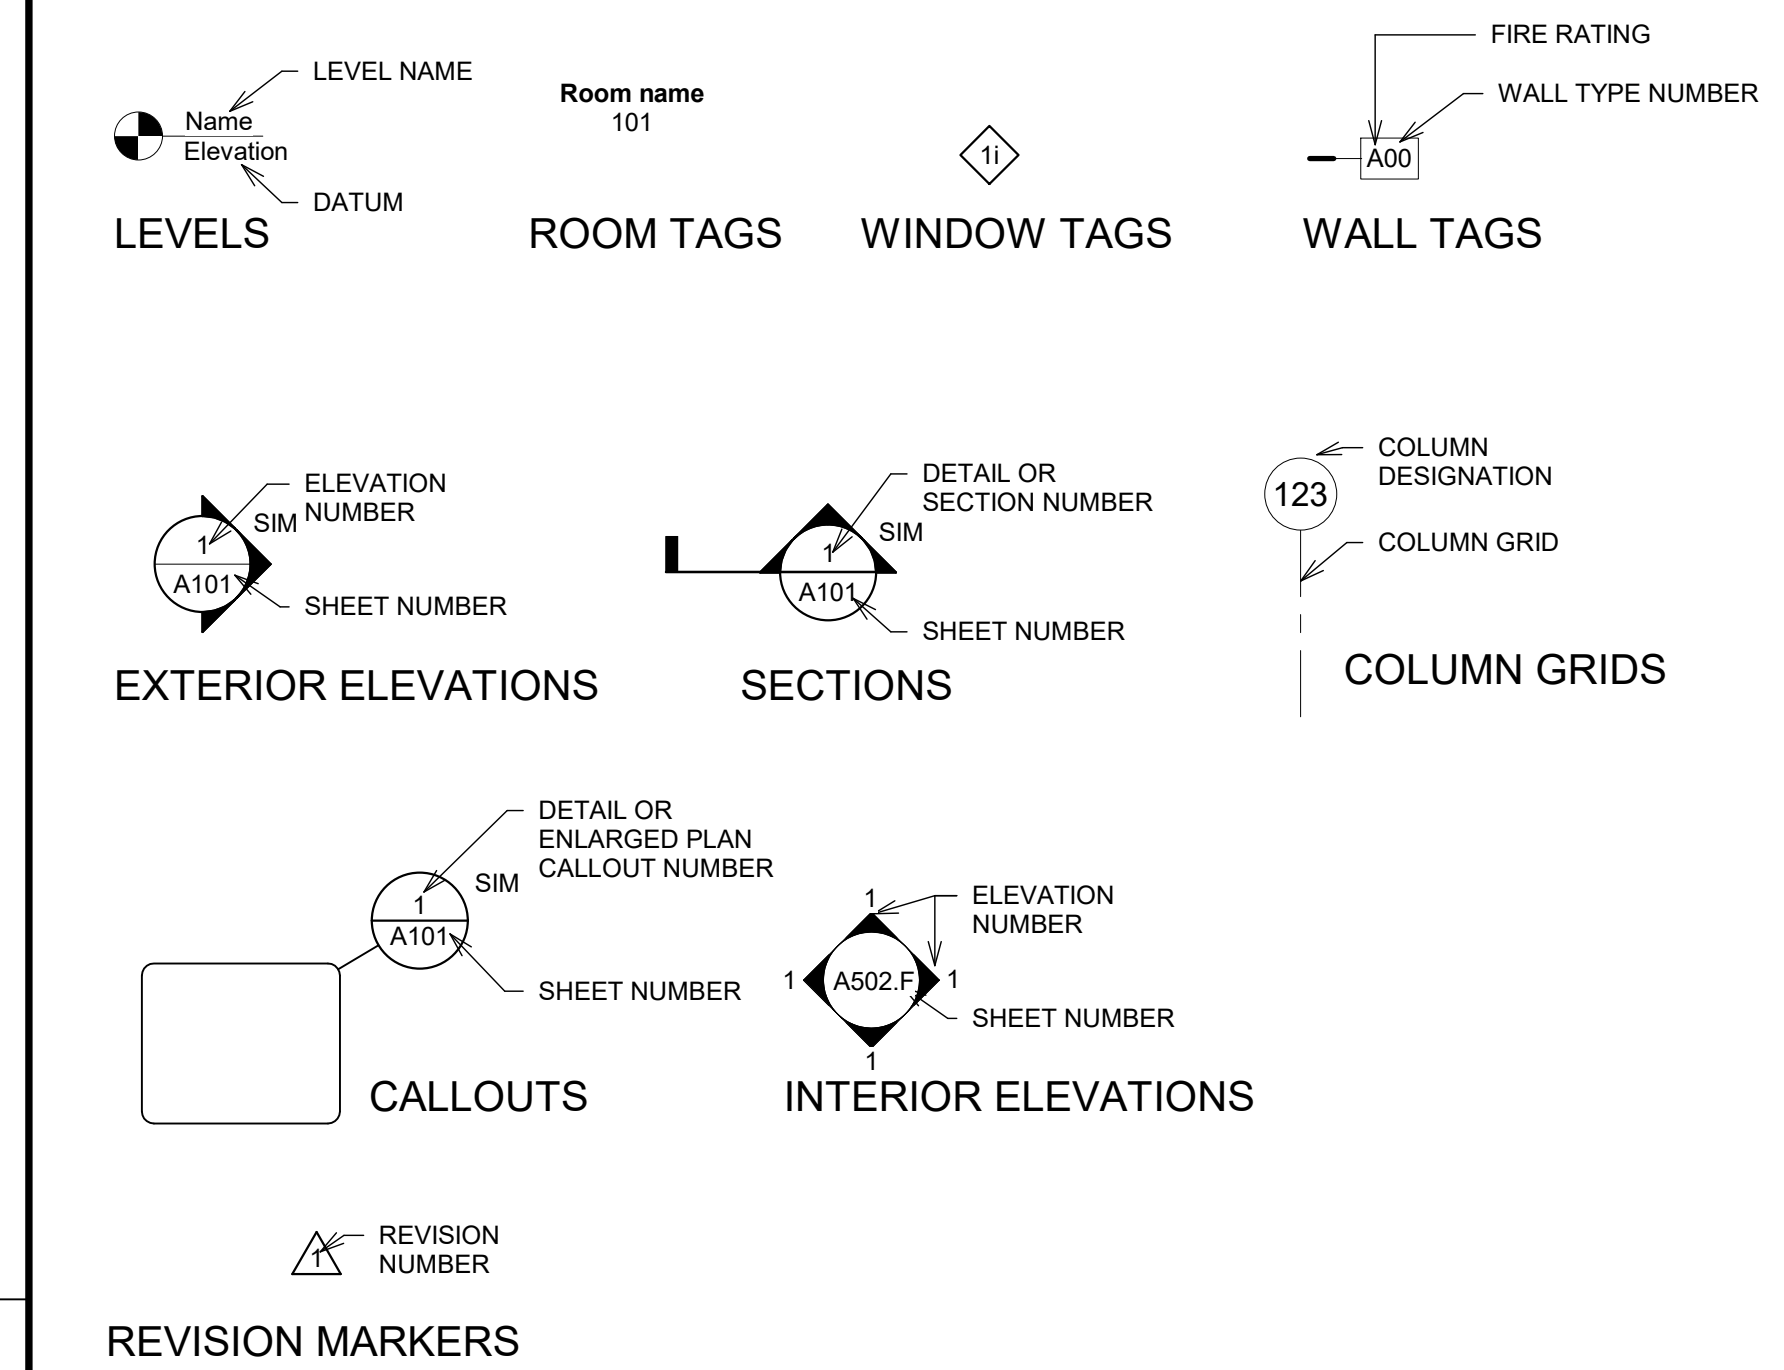 LEVEL NAME
Name
Elevation
DATUM
LEVELS
Room name
101
ROOM TAGS
1i
WINDOW TAGS
FIRE RATING
WALL TYPE NUMBER
A00
WALL TAGS
ELEVATION
NUMBER
SIM
1
A101
SHEET NUMBER
EXTERIOR ELEVATIONS
DETAIL OR
SECTION NUMBER
SIM
1
A101
SHEET NUMBER
SECTIONS
COLUMN
DESIGNATION
123
COLUMN GRID
COLUMN GRIDS
DETAIL OR
ENLARGED PLAN
CALLOUT NUMBER
SIM
1
A101
SHEET NUMBER
CALLOUTS
ELEVATION
NUMBER
1
1
A502.F
1
SHEET NUMBER
1
INTERIOR ELEVATIONS
REVISION
NUMBER
1
REVISION MARKERS